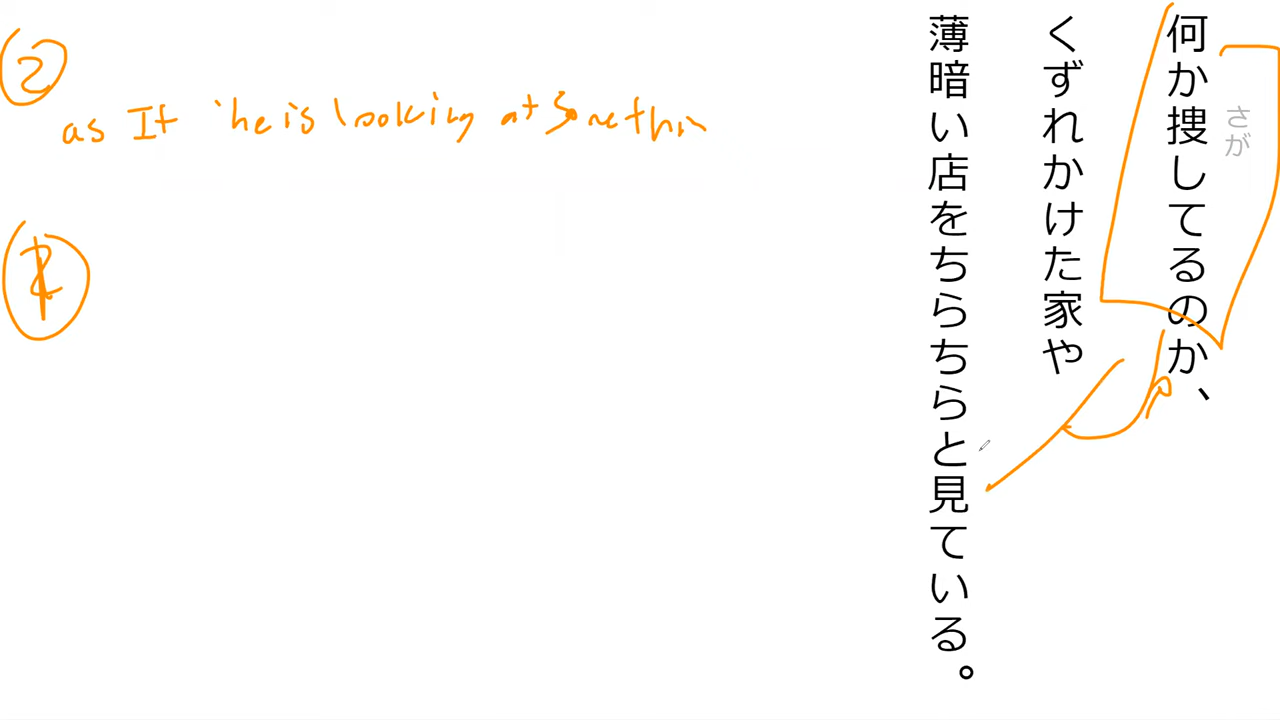 何か捜してるのか、
さが
くずれかけた家や
薄暗い店をちらちらと見ている。
2
as If he is looking at Somethin